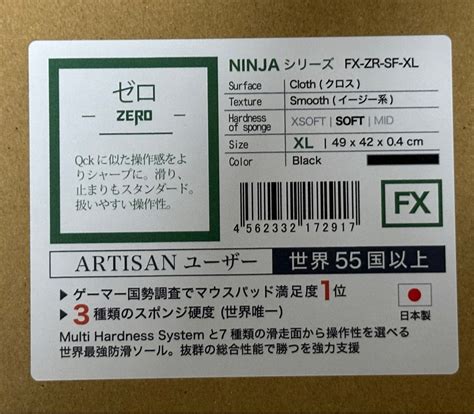 ゼロ
ZERO
Qckに似た操作感をよ
りシャープに。滑り、
止まりもスタンダード。
扱いやすい操作性。
NINJA シリーズ FX-ZR-SF-XL
Surface Cloth (クロス)
Texture Smooth (イージー系)
Hardness of sponge XSOFT | SOFT | MID
Size XL | 49 x 42 x 0.4 cm
Color Black
4 562332 172917
FX
ARTISAN ユーザー 世界 55 国以上
ゲーマー国勢調査でマウスパッド満足度1位
3種類のスポンジ硬度 (世界唯一)
日本製
Multi Hardness System と7種類の滑走面から操作性を選べる
世界最強防滑ソール。抜群の総合性能で勝つを強力支援